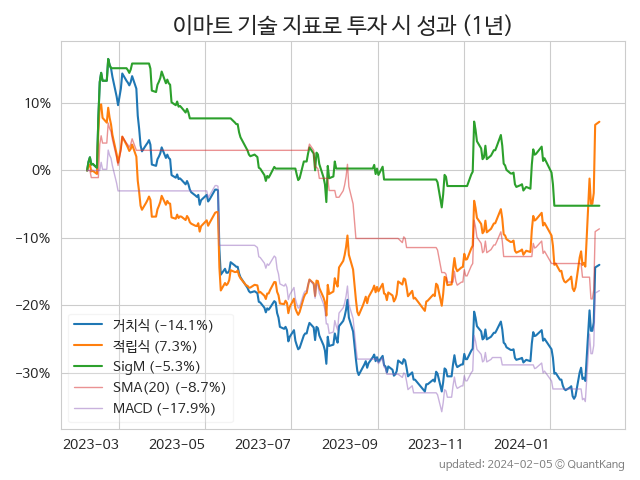 이마트 기술 지표로 투자 시 성과 (1년)
10%
0%
−10%
−20%
−30%
거치식 (−14.1%)
적립식 (7.3%)
SigM (−5.3%)
SMA(20) (−8.7%)
MACD (−17.9%)
2023-03 2023-05 2023-07 2023-09 2023-11 2024-01
updated: 2024-02-05 © QuantKang